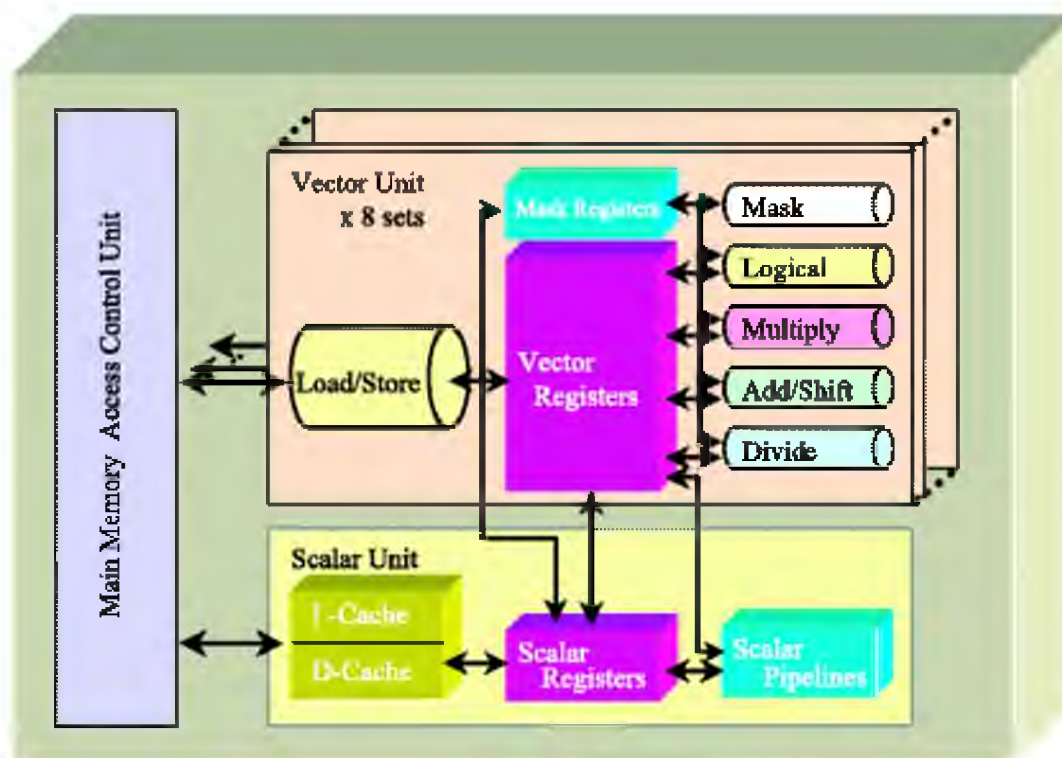 Main Memory Access Control Unit
Vector Unit
x 8 sets
Mask Registers
Vector
Registers
Load/Store
Mask
Logical
Multiply
Add/Shift
Divide
Scalar Unit
I-Cache
D-Cache
Scalar
Registers
Scalar
Pipelines